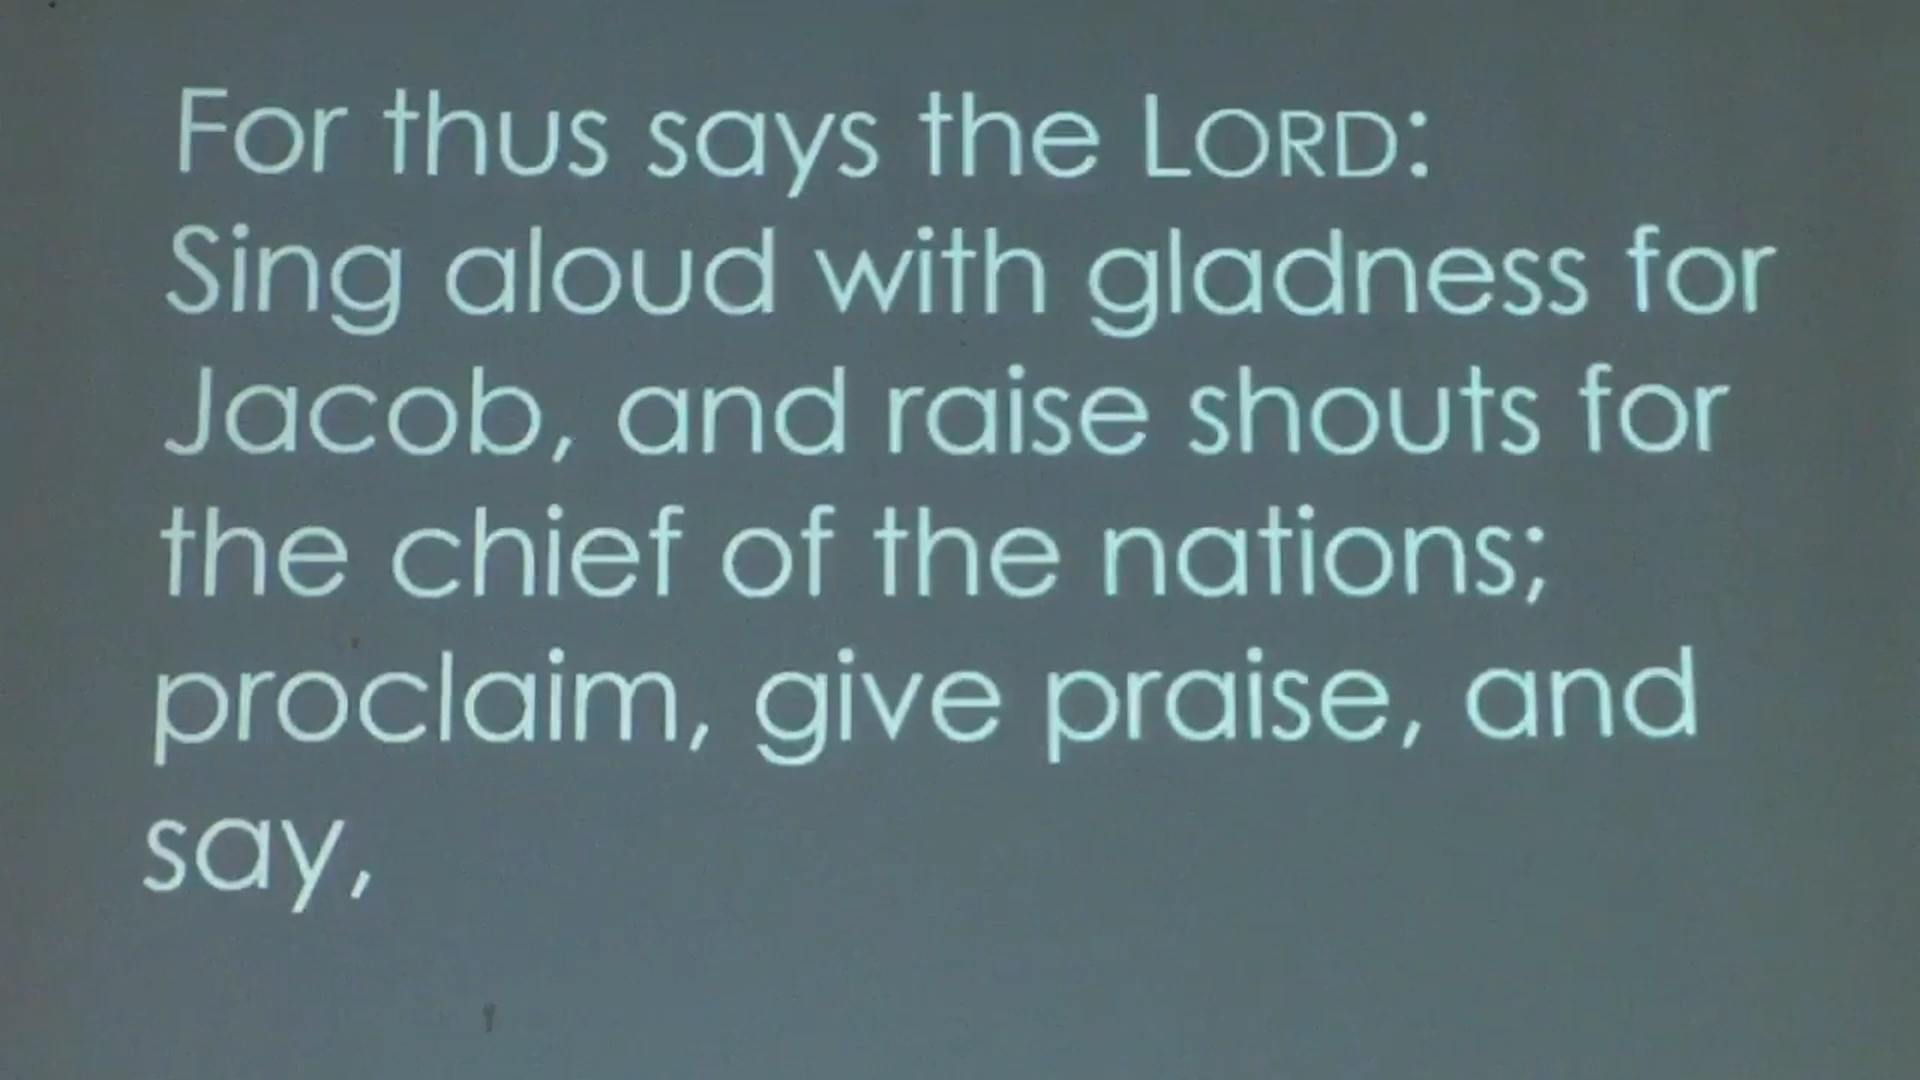 For thus says the LORD:
Sing aloud with gladness for
Jacob, and raise shouts for
the chief of the nations;
proclaim, give praise, and
say,